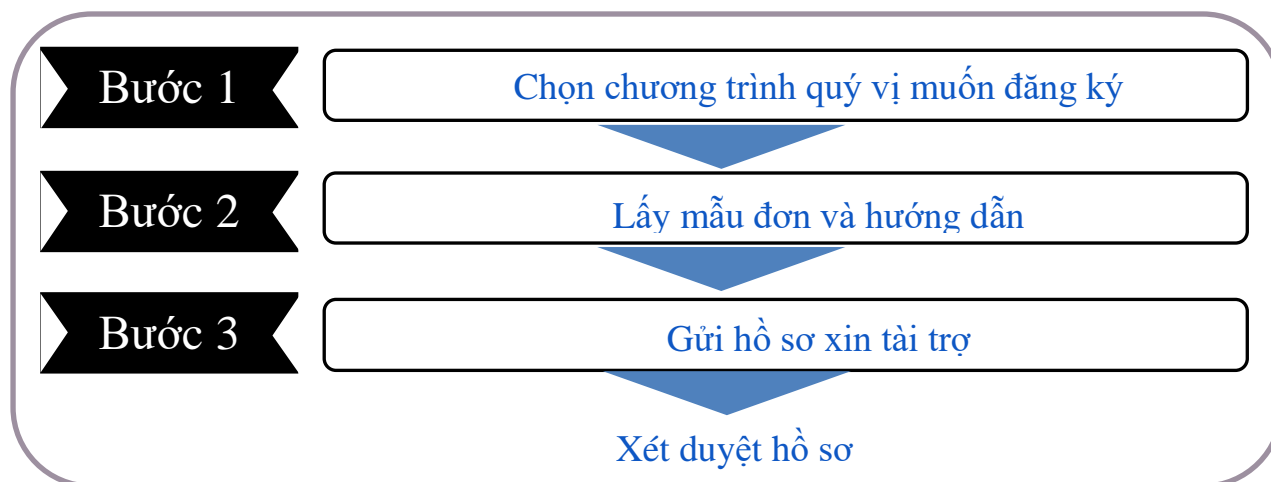 Bước 1
Chọn chương trình quý vị muốn đăng ký
Bước 2
Lấy mẫu đơn và hướng dẫn
Bước 3
Gửi hồ sơ xin tài trợ
Xét duyệt hồ sơ